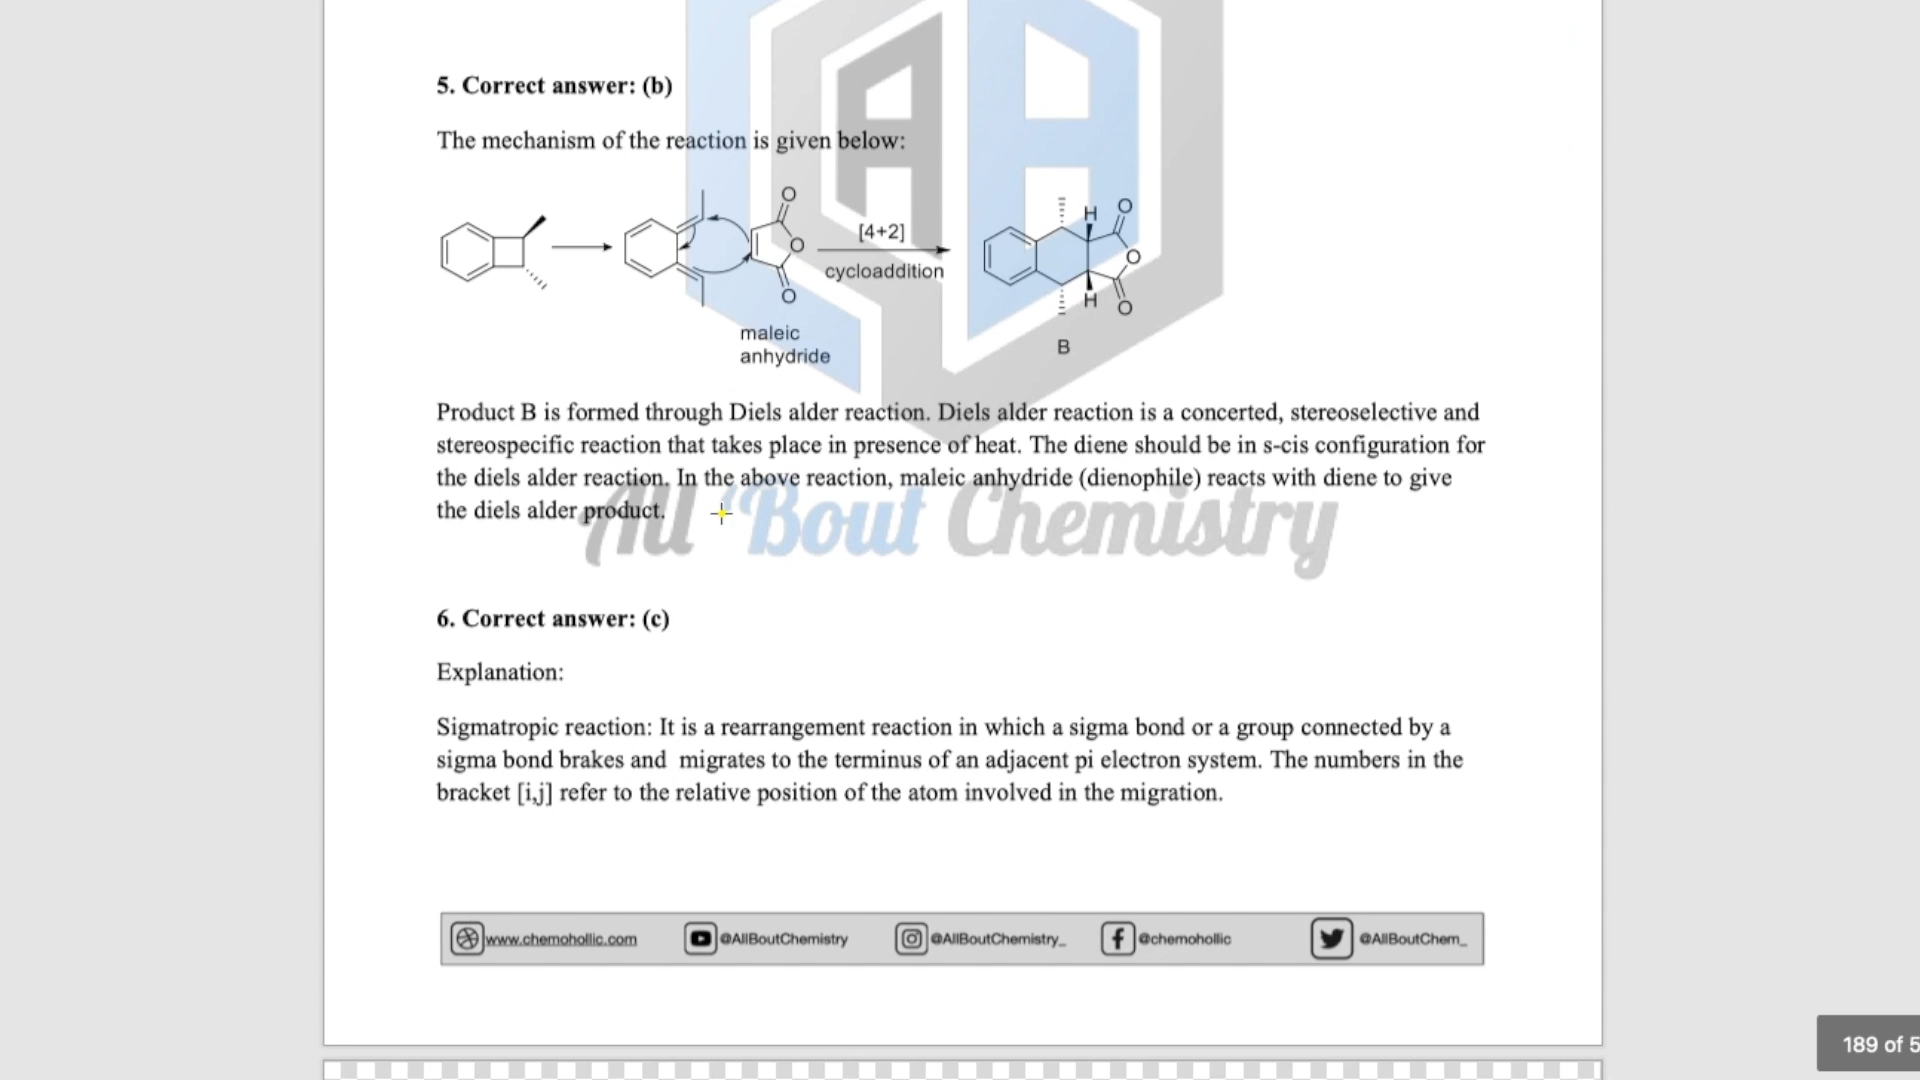 5. Correct answer: (b)
The mechanism of the reaction is given below:
O
O
O
maleic
anhydride
[4+2]
cycloaddition
H
H
O
O
O
B
Product B is formed through Diels alder reaction. Diels alder reaction is a concerted, stereoselective and
stereospecific reaction that takes place in presence of heat. The diene should be in s-cis configuration for
the diels alder reaction. In the above reaction, maleic anhydride (dienophile) reacts with diene to give
the diels alder product.
All 'Bout Chemistry
6. Correct answer: (c)
Explanation:
Sigmatropic reaction: It is a rearrangement reaction in which a sigma bond or a group connected by a
sigma bond brakes and migrates to the terminus of an adjacent pi electron system. The numbers in the
bracket [i,j] refer to the relative position of the atom involved in the migration.
www.chemohollic.com @AllBoutChemistry @AllBoutChemistry_ @chemohollic @AllBoutChem_
189 of 5